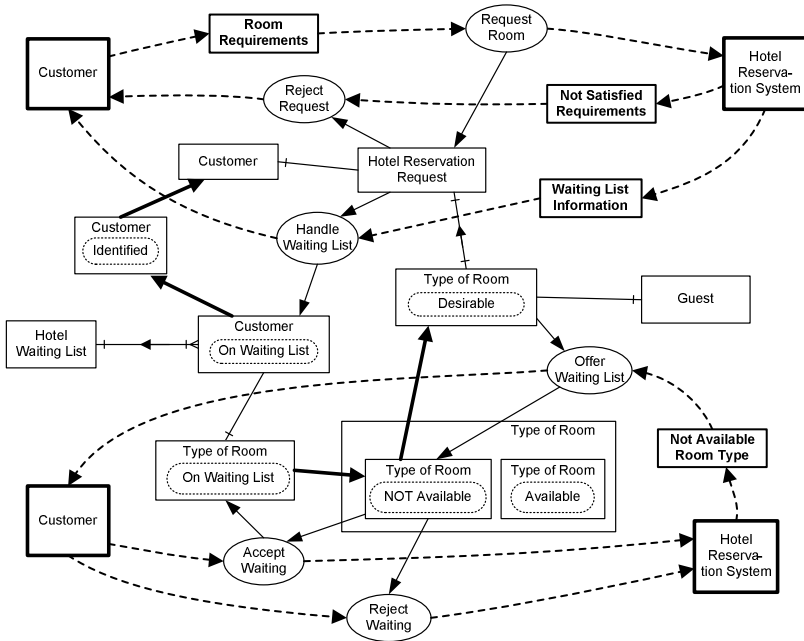 Request
Room
Room
Requirements
Customer
Hotel
Reserva-
tion System
Reject
Request
Not Satisfied
Requirements
Customer
Hotel Reservation
Request
Waiting List
Information
Customer
Identified
Handle
Waiting List
Type of Room
Desirable
Guest
Hotel
Waiting List
Customer
On Waiting List
Offer
Waiting List
Type of Room
Not Available
Room Type
Type of Room
On Waiting List
Type of Room
NOT Available
Type of Room
Available
Customer
Accept
Waiting
Hotel
Reserva-
tion System
Reject
Waiting